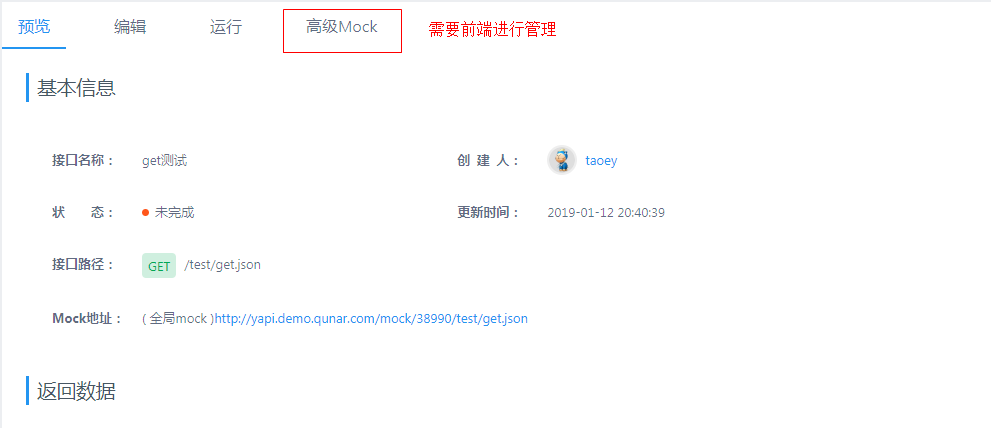 预览 编辑 运行 高级Mock 需要前端进行管理
基本信息
接口名称： get测试 创 建 人： taoey
状 态： 未完成 更新时间： 2019-01-12 20:40:39
接口路径： GET /test/get.json
Mock地址： ( 全局mock )http://yapi.demo.qunar.com/mock/38990/test/get.json
返回数据